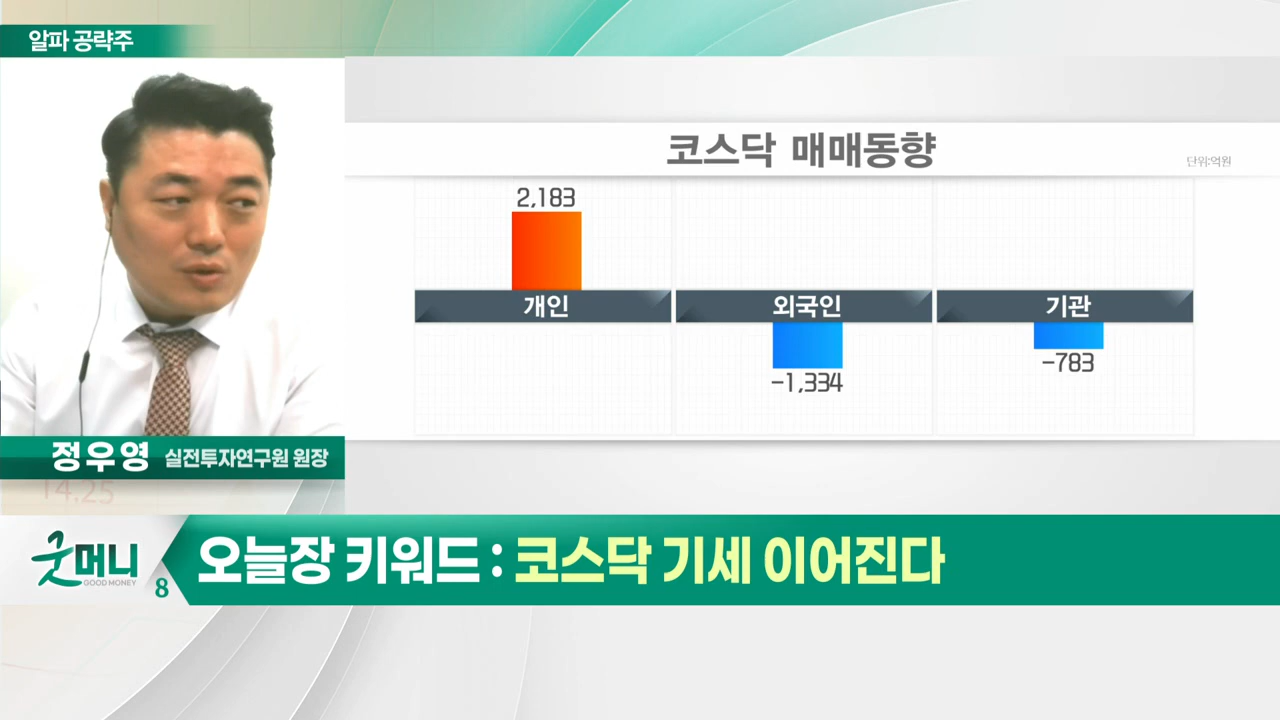 알파 공략주
코스닥 매매동향
단위:억원
2,183
개인
외국인
기관
-1,334
-783
정우영 실전투자연구원 원장
14.25
굿머니
GOOD MONEY
8
오늘장 키워드 : 코스닥 기세 이어진다